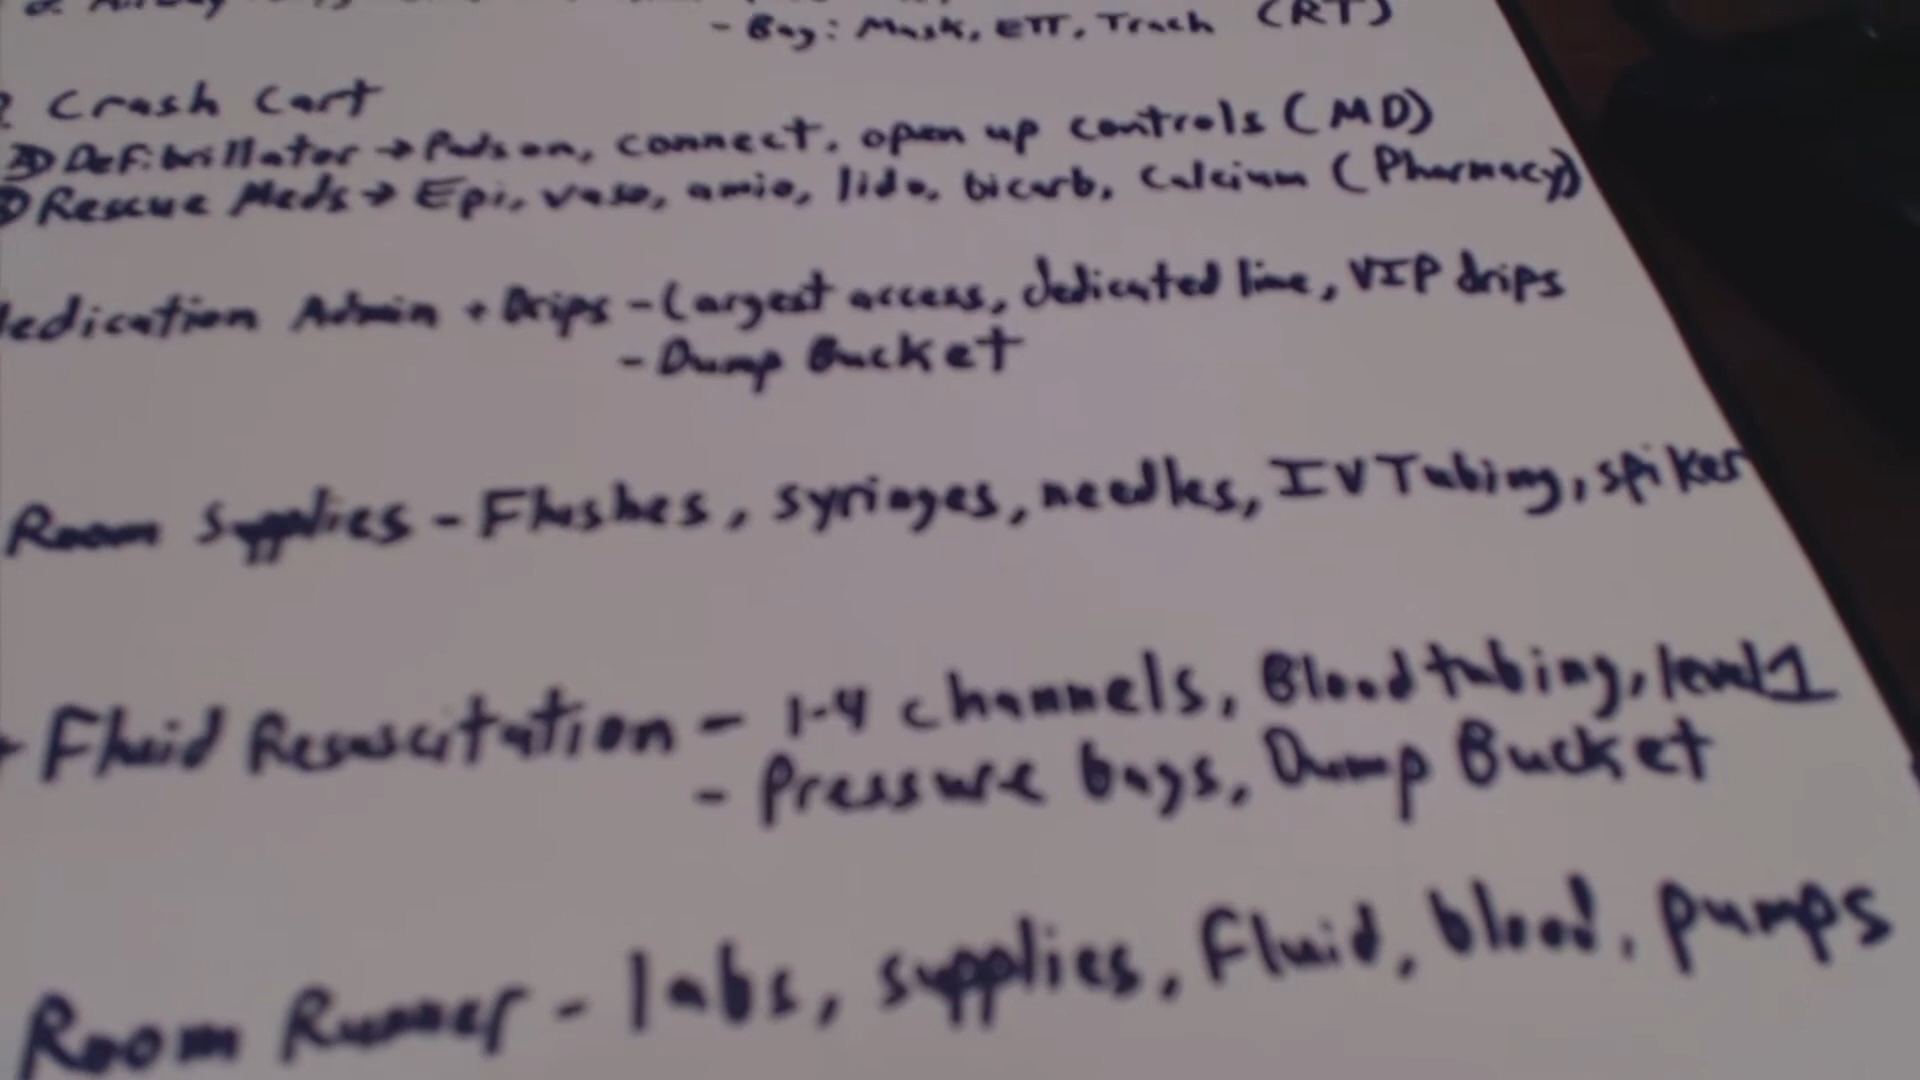 - Bag: Mask, ETT, Trach (RT)
Crash Cart
Defibrillator → Pads on, connect, open up controls (MD)
Rescue Meds → Epi, vaso, amio, lido, bicarb, Calcium (Pharmacy)
edication Admin + Drips - Largest access, dedicated line, VIP drips
- Dump Bucket
Room Supplies - Flushes, syringes, needles, IV Tubing, spikes
+ Fluid Resuscitation - 1-4 channels, Blood tubing, level 1
- Pressure bags, Dump Bucket
Room Runner - labs, supplies, Fluid, blood, pumps